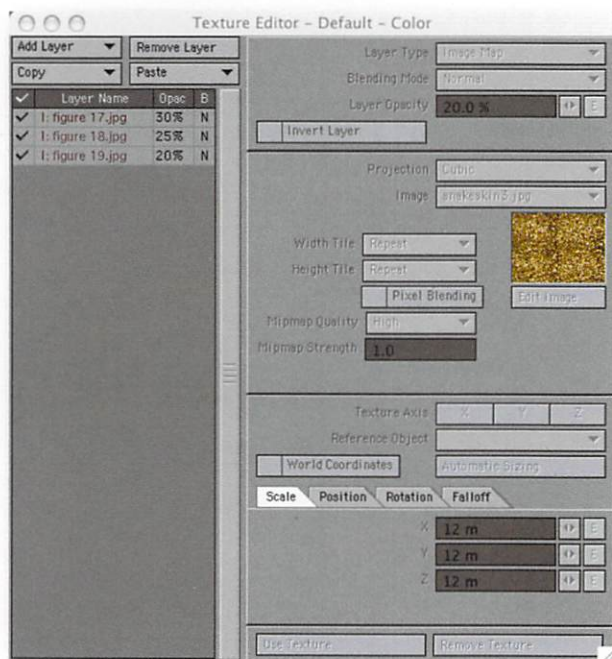 Texture Editor – Default – Color
Add Layer
Remove Layer
Copy
Paste
Layer Name Opac B
I: figure 17.jpg 30% N
I: figure 18.jpg 25% N
I: figure 19.jpg 20% N
Layer Type Image Map
Blending Mode Normal
Layer Opacity 20.0 % E
Invert Layer
Projection Cubic
Image snakeskin3.jpg
Width Tile Repeat
Height Tile Repeat
Pixel Blending
Edit Image
Mipmap Quality High
Mipmap Strength 1.0
Texture Axis X Y Z
Reference Object
World Coordinates
Automatic Sizing
Scale Position Rotation Falloff
X 12 m E
Y 12 m E
Z 12 m E
Use Texture
Remove Texture